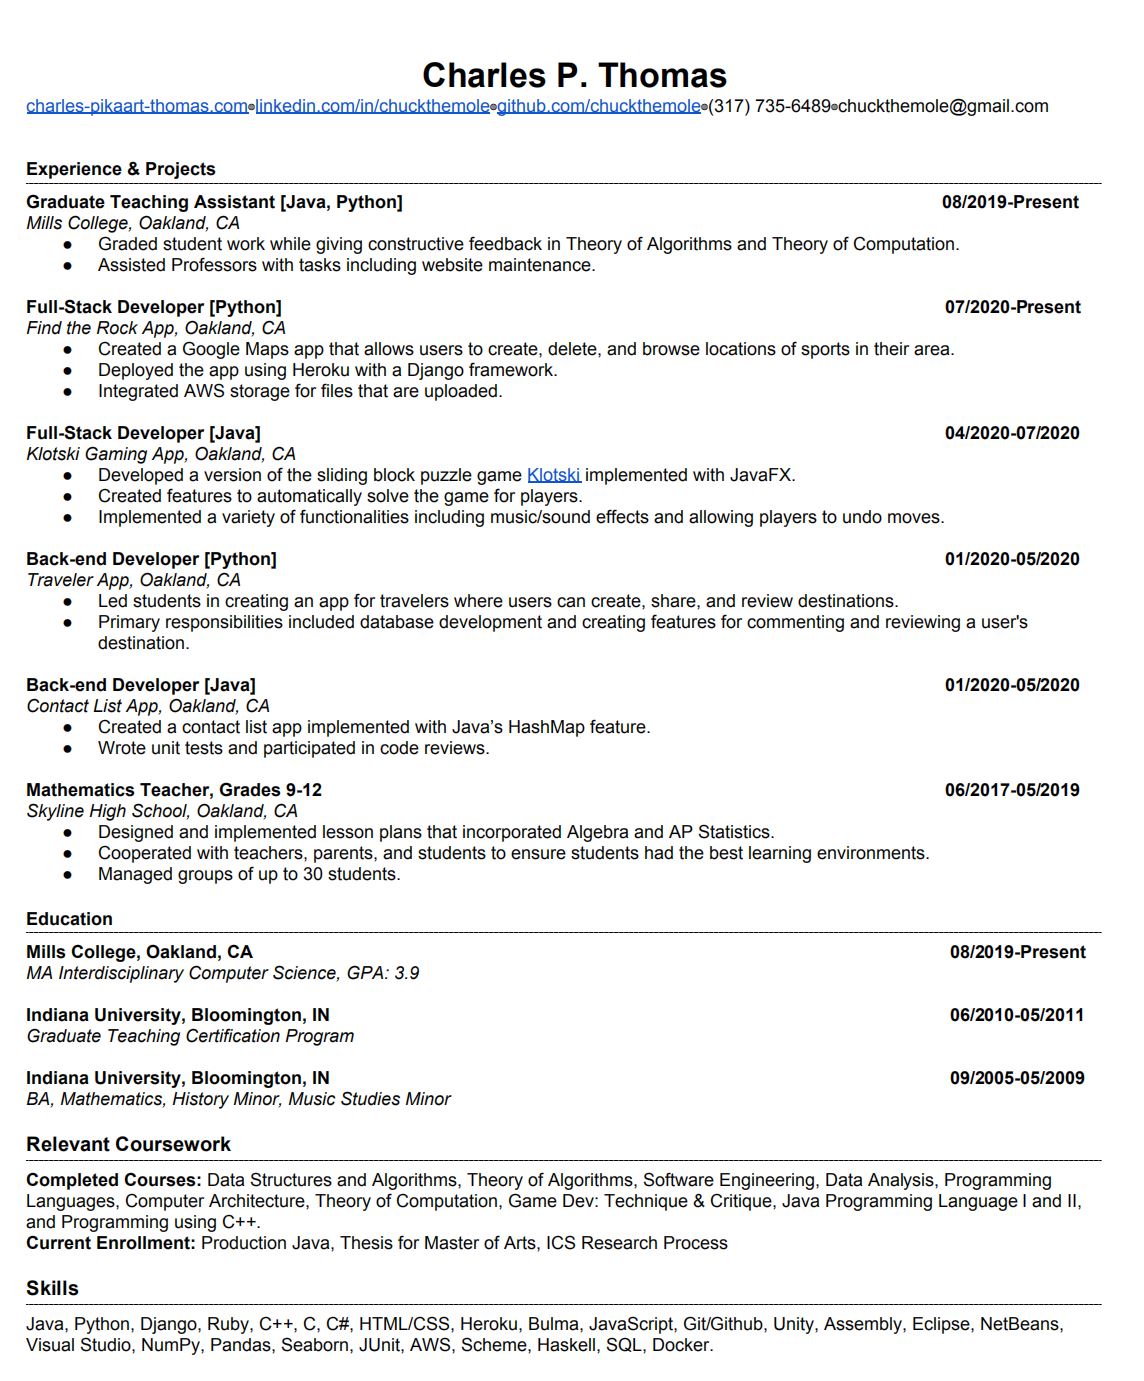 Charles P. Thomas
charles-pikaart-thomas.com●linkedin.com/in/chuckthemole●github.com/chuckthemole●(317) 735-6489●chuckthemole@gmail.com
Experience & Projects
Graduate Teaching Assistant [Java, Python] 08/2019-Present
Mills College, Oakland, CA
● Graded student work while giving constructive feedback in Theory of Algorithms and Theory of Computation.
● Assisted Professors with tasks including website maintenance.
Full-Stack Developer [Python] 07/2020-Present
Find the Rock App, Oakland, CA
● Created a Google Maps app that allows users to create, delete, and browse locations of sports in their area.
● Deployed the app using Heroku with a Django framework.
● Integrated AWS storage for files that are uploaded.
Full-Stack Developer [Java] 04/2020-07/2020
Klotski Gaming App, Oakland, CA
● Developed a version of the sliding block puzzle game Klotski implemented with JavaFX.
● Created features to automatically solve the game for players.
● Implemented a variety of functionalities including music/sound effects and allowing players to undo moves.
Back-end Developer [Python] 01/2020-05/2020
Traveler App, Oakland, CA
● Led students in creating an app for travelers where users can create, share, and review destinations.
● Primary responsibilities included database development and creating features for commenting and reviewing a user's
destination.
Back-end Developer [Java] 01/2020-05/2020
Contact List App, Oakland, CA
● Created a contact list app implemented with Java’s HashMap feature.
● Wrote unit tests and participated in code reviews.
Mathematics Teacher, Grades 9-12 06/2017-05/2019
Skyline High School, Oakland, CA
● Designed and implemented lesson plans that incorporated Algebra and AP Statistics.
● Cooperated with teachers, parents, and students to ensure students had the best learning environments.
● Managed groups of up to 30 students.
Education
Mills College, Oakland, CA 08/2019-Present
MA Interdisciplinary Computer Science, GPA: 3.9
Indiana University, Bloomington, IN 06/2010-05/2011
Graduate Teaching Certification Program
Indiana University, Bloomington, IN 09/2005-05/2009
BA, Mathematics, History Minor, Music Studies Minor
Relevant Coursework
Completed Courses: Data Structures and Algorithms, Theory of Algorithms, Software Engineering, Data Analysis, Programming
Languages, Computer Architecture, Theory of Computation, Game Dev: Technique & Critique, Java Programming Language I and II,
and Programming using C++.
Current Enrollment: Production Java, Thesis for Master of Arts, ICS Research Process
Skills
Java, Python, Django, Ruby, C++, C, C#, HTML/CSS, Heroku, Bulma, JavaScript, Git/Github, Unity, Assembly, Eclipse, NetBeans,
Visual Studio, NumPy, Pandas, Seaborn, JUnit, AWS, Scheme, Haskell, SQL, Docker.